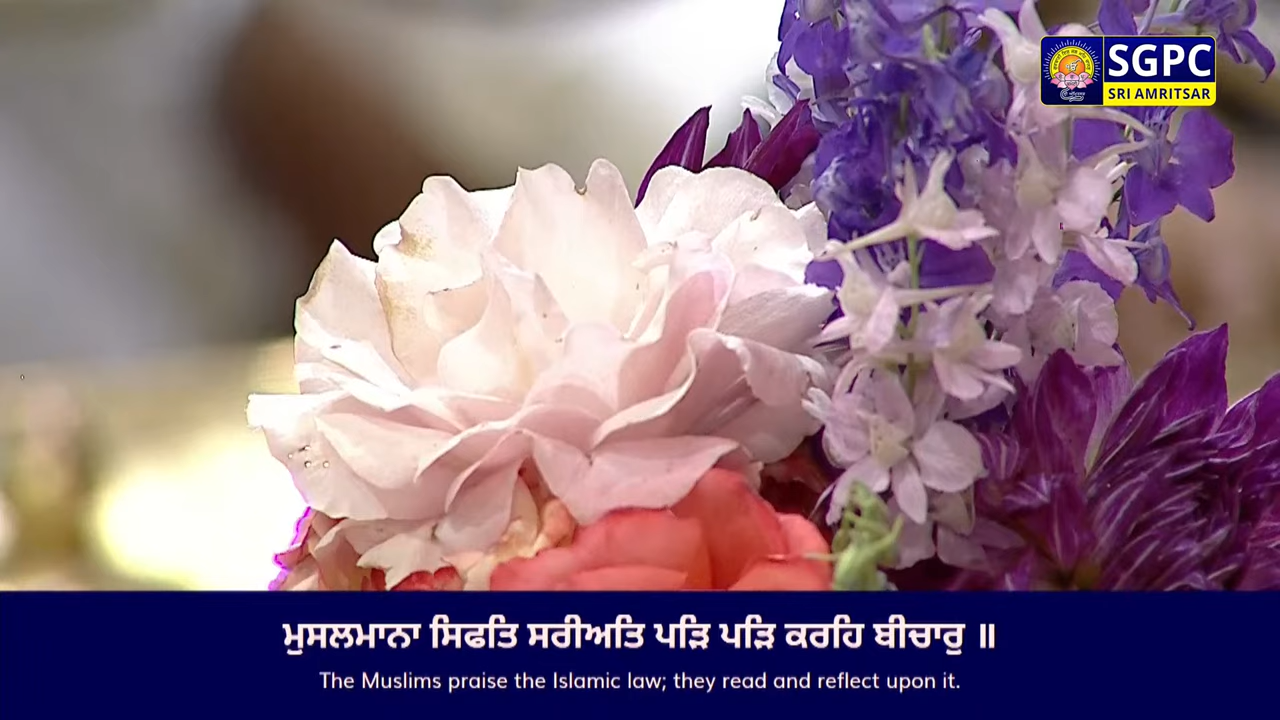 SGPC
SRI AMRITSAR
ਮੁਸਲਮਾਨਾ ਸਿਫਤਿ ਸਰੀਅਤਿ ਪੜਿ ਪੜਿ ਕਰਹਿ ਬੀਚਾਰੁ ॥
The Muslims praise the Islamic law; they read and reflect upon it.